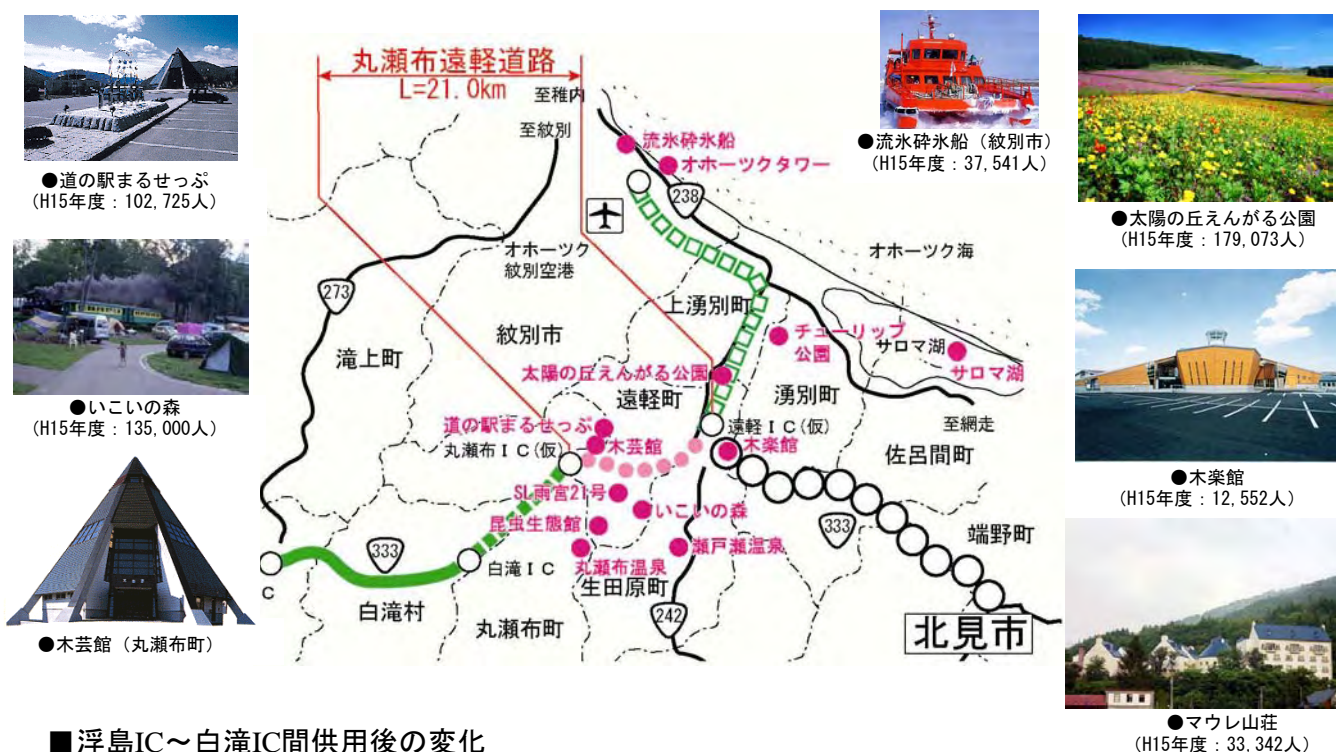 ●道の駅まるせっぷ
(H15年度：102,725人)
●いこいの森
(H15年度：135,000人)
●木芸館（丸瀬布町）
丸瀬布遠軽道路
L=21.0km
至稚内
至紋別
流氷砕氷船
オホーツクタワー
238
オホーツク
紋別空港
オホーツク海
273
上湧別町
紋別市
チューリップ
公園
サロマ湖
サロマ湖
滝上町
太陽の丘えんがる公園
遠軽町
湧別町
至網走
道の駅まるせっぷ
遠軽IC(仮)
丸瀬布IC(仮)
木芸館
木楽館
佐呂間町
SL雨宮21号
いこいの森
昆虫生態館
333
端野町
333
白滝IC
丸瀬布温泉
瀬戸瀬温泉
C
生田原町
白滝村
242
丸瀬布町
北見市
●流氷砕氷船（紋別市）
(H15年度：37,541人)
●太陽の丘えんがる公園
(H15年度：179,073人)
●木楽館
(H15年度：12,552人)
●マウレ山荘
(H15年度：33,342人)
■浮島IC～白滝IC間供用後の変化